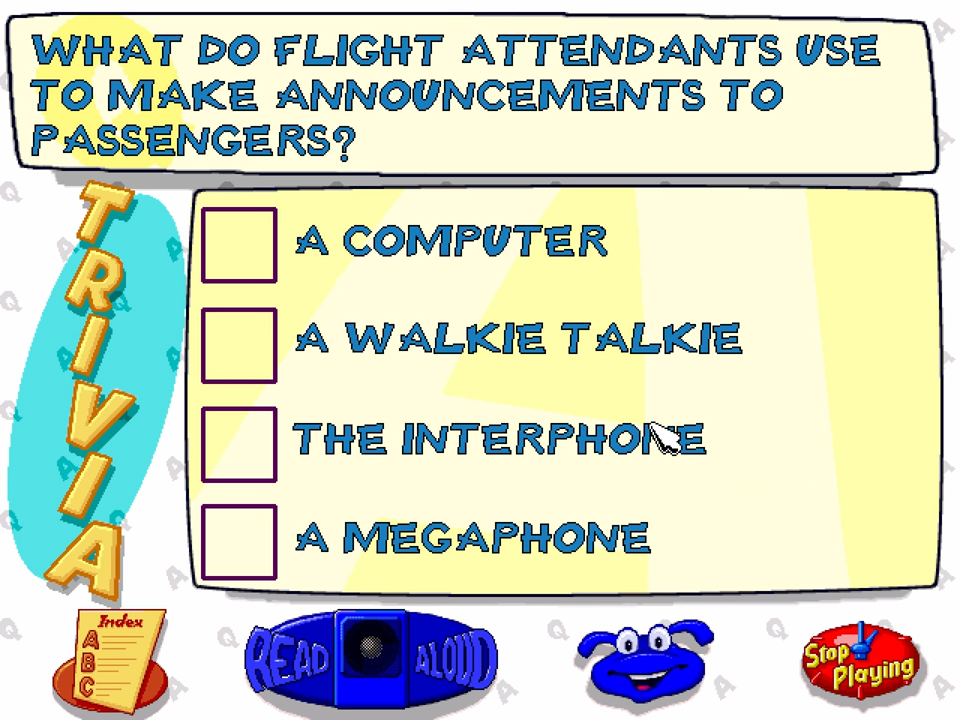 WHAT DO FLIGHT ATTENDANTS USE
TO MAKE ANNOUNCEMENTS TO
PASSENGERS?
TRIVIA
A COMPUTER
A WALKIE TALKIE
THE INTERPHONE
A MEGAPHONE
Index
A
B
C
READ ALOUD
Stop
Playing